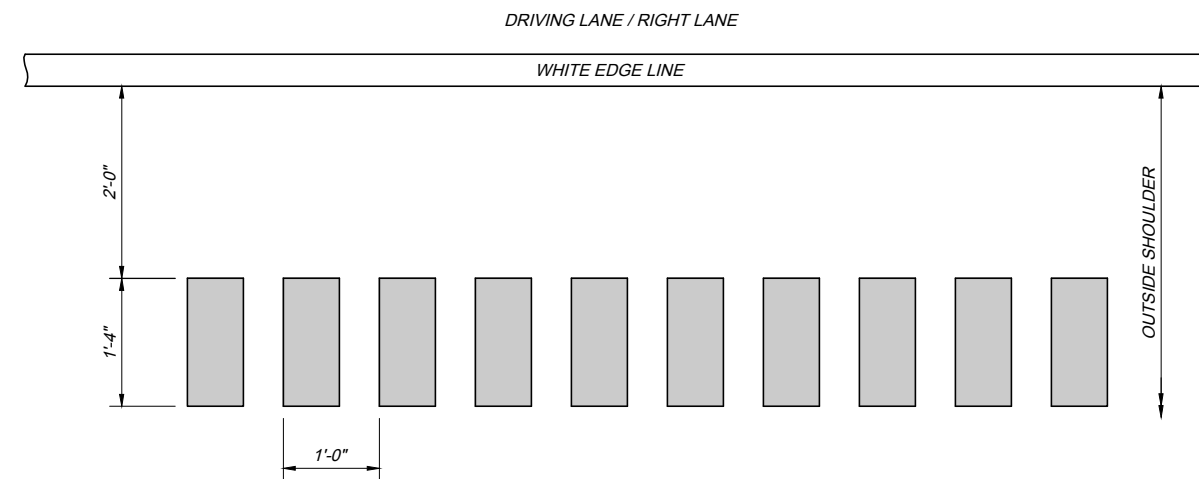 DRIVING LANE / RIGHT LANE
WHITE EDGE LINE
2'-0"
OUTSIDE SHOULDER
1'-4"
1'-0"